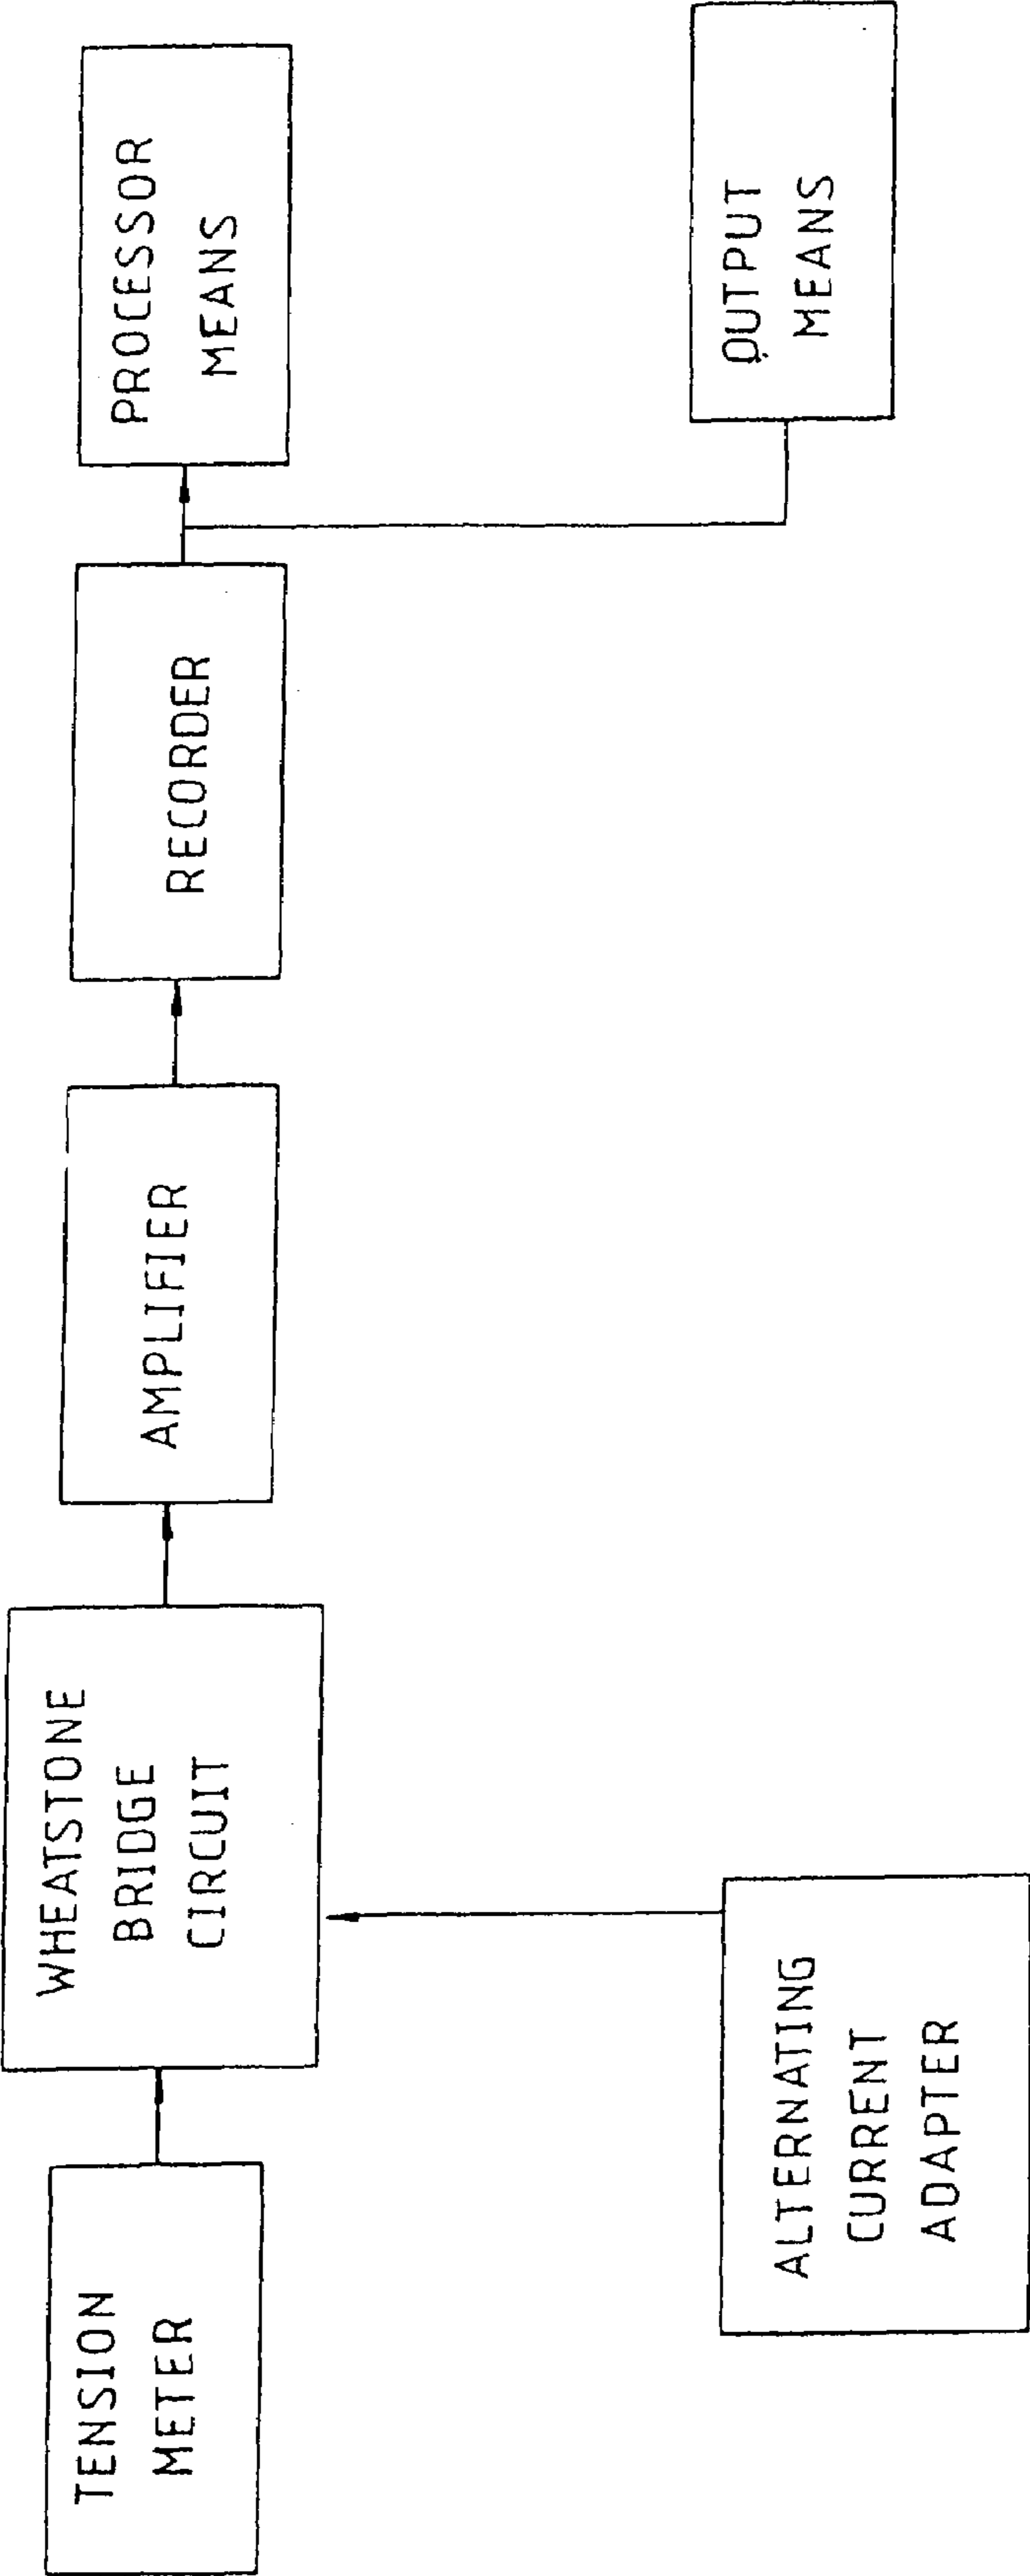 TENSION
METER
WHEATSTONE
BRIDGE
CIRCUIT
AMPLIFIER
RECORDER
PROCESSOR
MEANS
ALTERNATING
CURRENT
ADAPTER
OUTPUT
MEANS